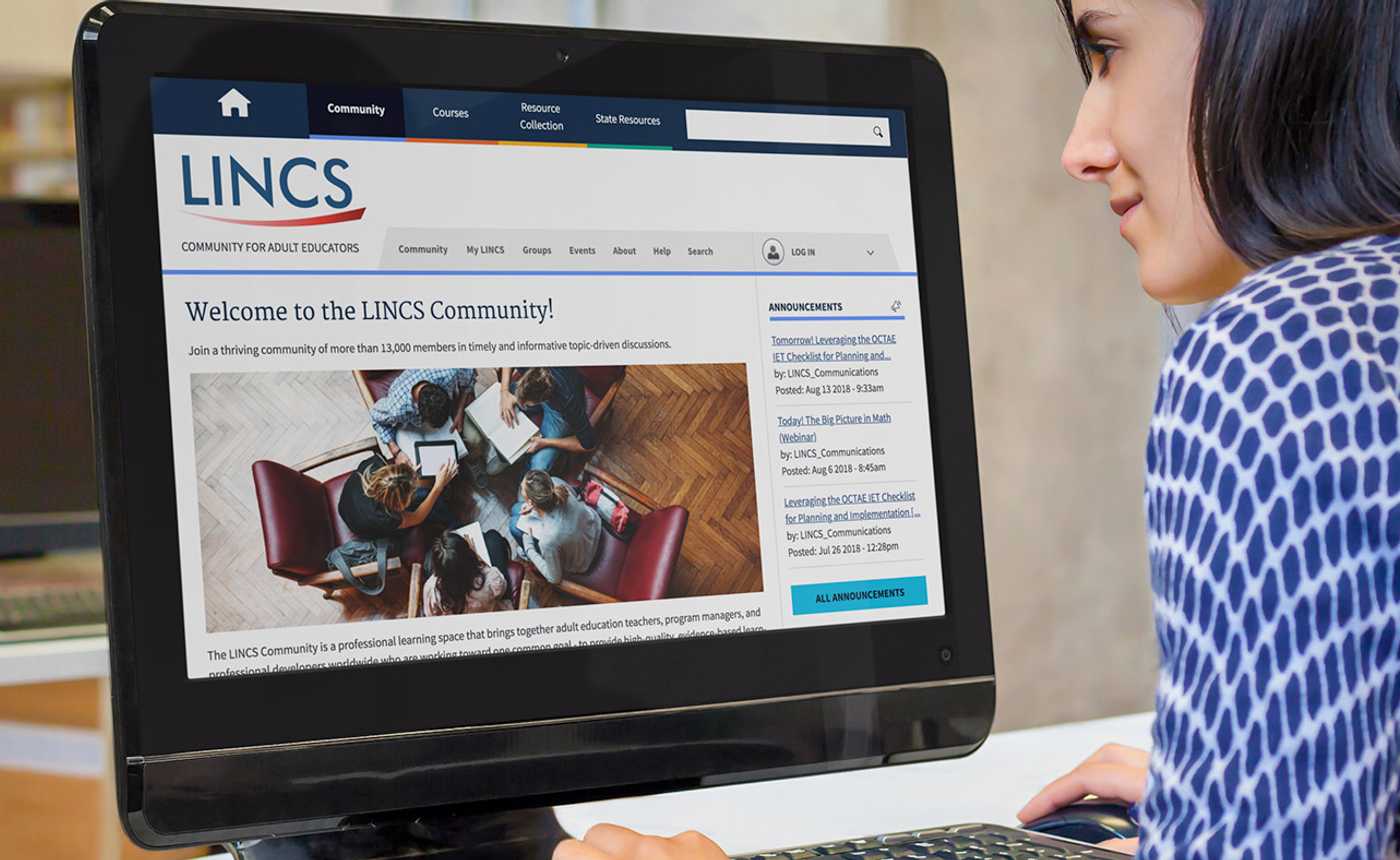 Community
Courses
Resource
Collection
State Resources
LINCS
COMMUNITY FOR ADULT EDUCATORS
Community My LINCS Groups Events About Help Search
LOG IN
Welcome to the LINCS Community!
Join a thriving community of more than 13,000 members in timely and informative topic-driven discussions.
The LINCS Community is a professional learning space that brings together adult education teachers, program managers, and
professional developers worldwide who are working toward one common goal: to provide high-quality, evidence-based learn
ANNOUNCEMENTS
Tomorrow! Leveraging the OCTAE
IET Checklist for Planning and...
by: LINCS_Communications
Posted: Aug 13 2018 - 9:33am
Today! The Big Picture in Math
(Webinar)
by: LINCS_Communications
Posted: Aug 6 2018 - 8:45am
Leveraging the OCTAE IET Checklist
for Planning and Implementation [...
by: LINCS_Communications
Posted: Jul 26 2018 - 12:28pm
ALL ANNOUNCEMENTS